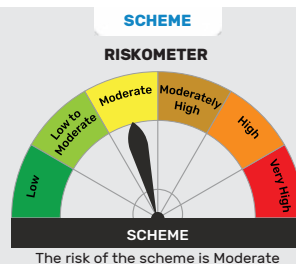 SCHEME
RISKOMETER
Low
Low to
Moderate
Moderate
Moderately
High
High
Very High
SCHEME
The risk of the scheme is Moderate